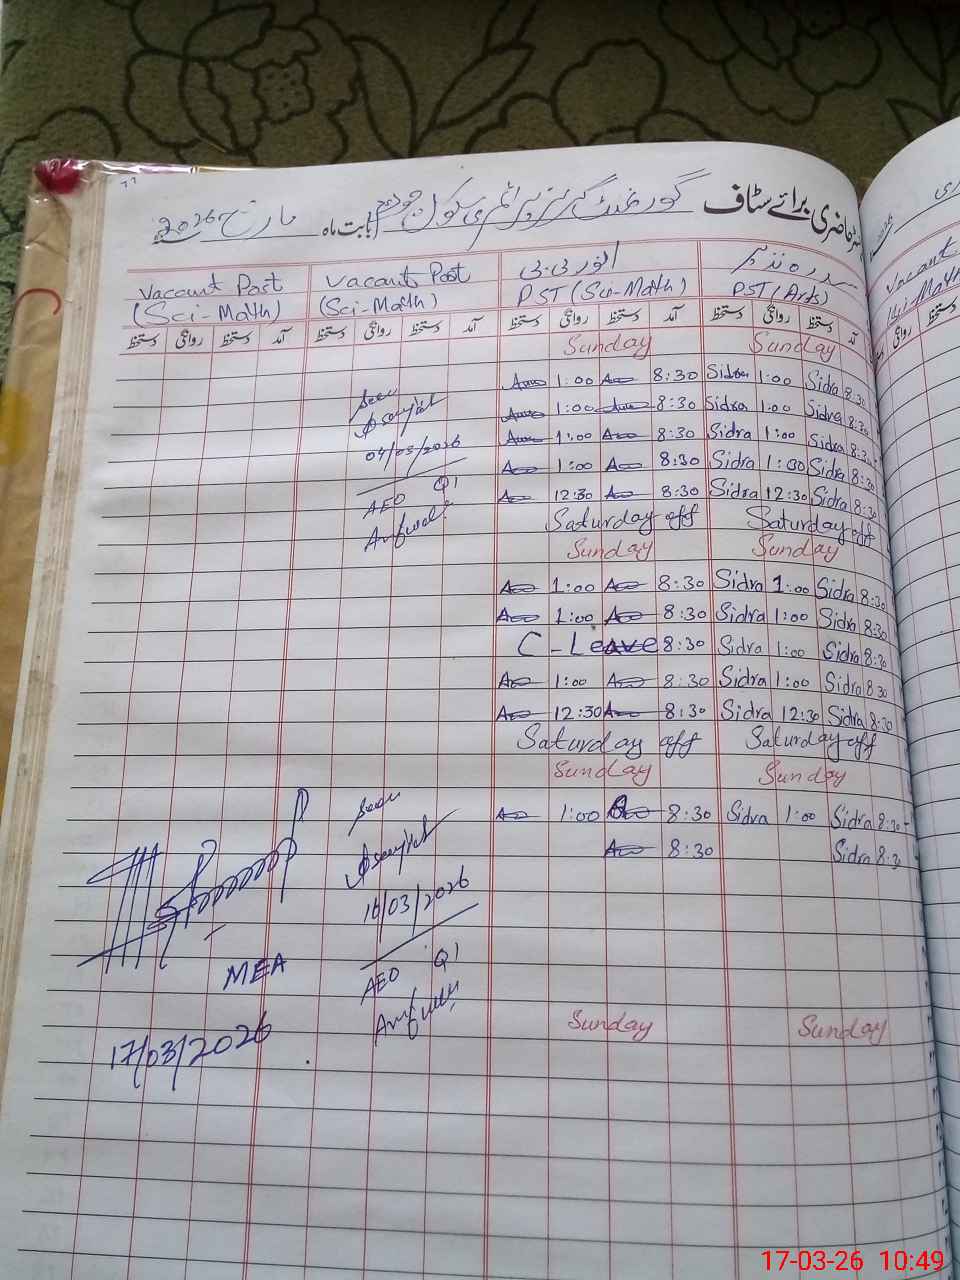 حاضری برائے سٹاف گورنمنٹ گرلز پرائمری سکول بابت ماہ مارچ 2026
Vacant Post Vacant Post انور بی بی
(Sci-Math) (Sci-Math) PST (Sci-Math) PST (Arts)
دستخط روانگی دستخط آمد دستخط روانگی دستخط آمد دستخط روانگی دستخط آمد دستخط روانگی دستخط
Sunday Sunday
1:00 8:30 Sidra 1:00 Sidra 8:30
Seen 1:00 8:30 Sidra 1:00 Sidra 8:30
1:00 8:30 Sidra 1:00 Sidra 8:30
04/03/2026 1:00 8:30 Sidra 1:00 Sidra 8:30
AEO 12:30 8:30 Sidra 12:30 Sidra 8:30
Saturday off Saturday off
Sunday Sunday
1:00 8:30 Sidra 1:00 Sidra 8:30
1:00 8:30 Sidra 1:00 Sidra 8:30
C-Leave 8:30 Sidra 1:00 Sidra 8:30
1:00 8:30 Sidra 1:00 Sidra 8 30
12:30 8:30 Sidra 12:30 Sidra 8:30
Saturday off Saturday off
Sunday Sunday
Seen 1:00 8:30 Sidra 1:00 Sidra 8:30
8:30 Sidra 8:3
16/03/2026
MEA AEO
Sunday Sunday
17/03/2026
Vacant
17-03-26 10:49